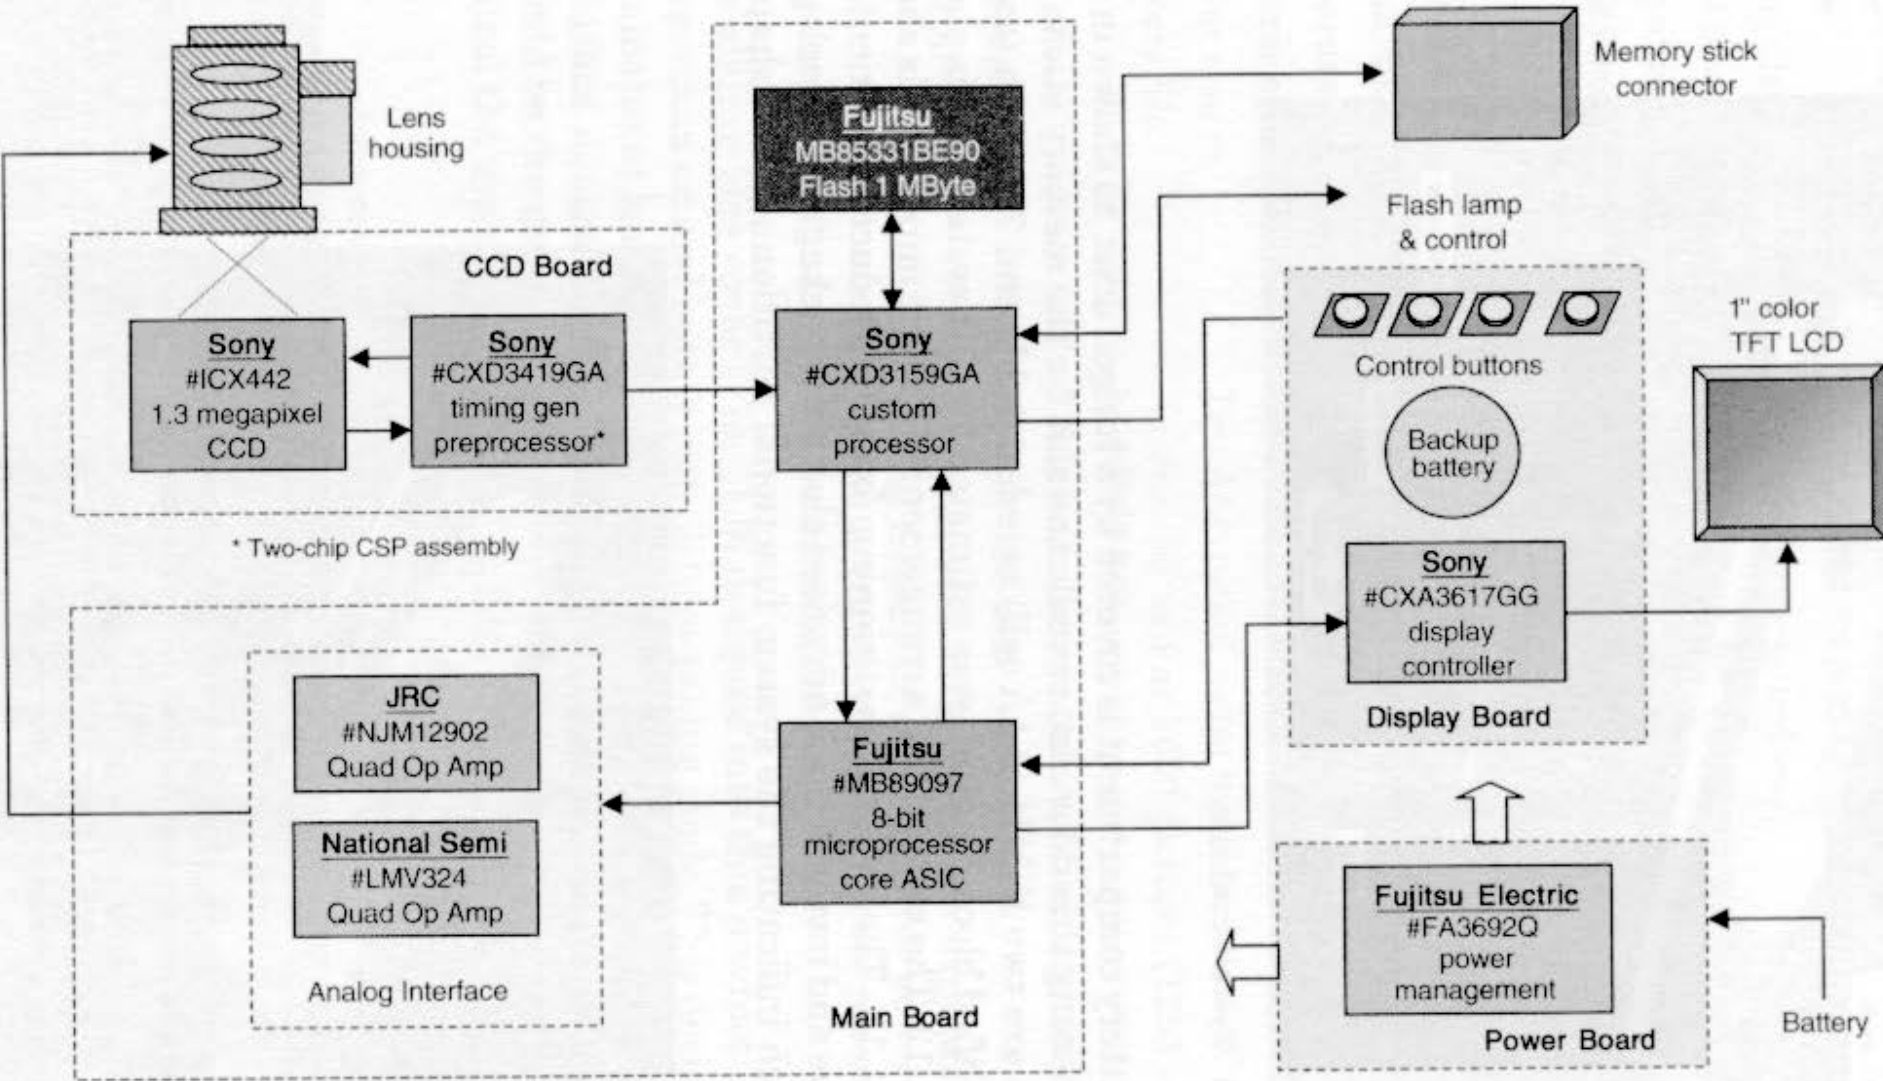 Lens
housing
CCD Board
Sony
#ICX442
1.3 megapixel
CCD
Sony
#CXD3419GA
timing gen
preprocessor*
* Two-chip CSP assembly
Fujitsu
MB85331BE90
Flash 1 MByte
Sony
#CXD3159GA
custom
processor
Memory stick
connector
Flash lamp
& control
Control buttons
Backup
battery
Sony
#CXA3617GG
display
controller
Display Board
1" color
TFT LCD
JRC
#NJM12902
Quad Op Amp
National Semi
#LMV324
Quad Op Amp
Analog Interface
Fujitsu
#MB89097
8-bit
microprocessor
core ASIC
Main Board
Fujitsu Electric
#FA3692Q
power
management
Power Board
Battery